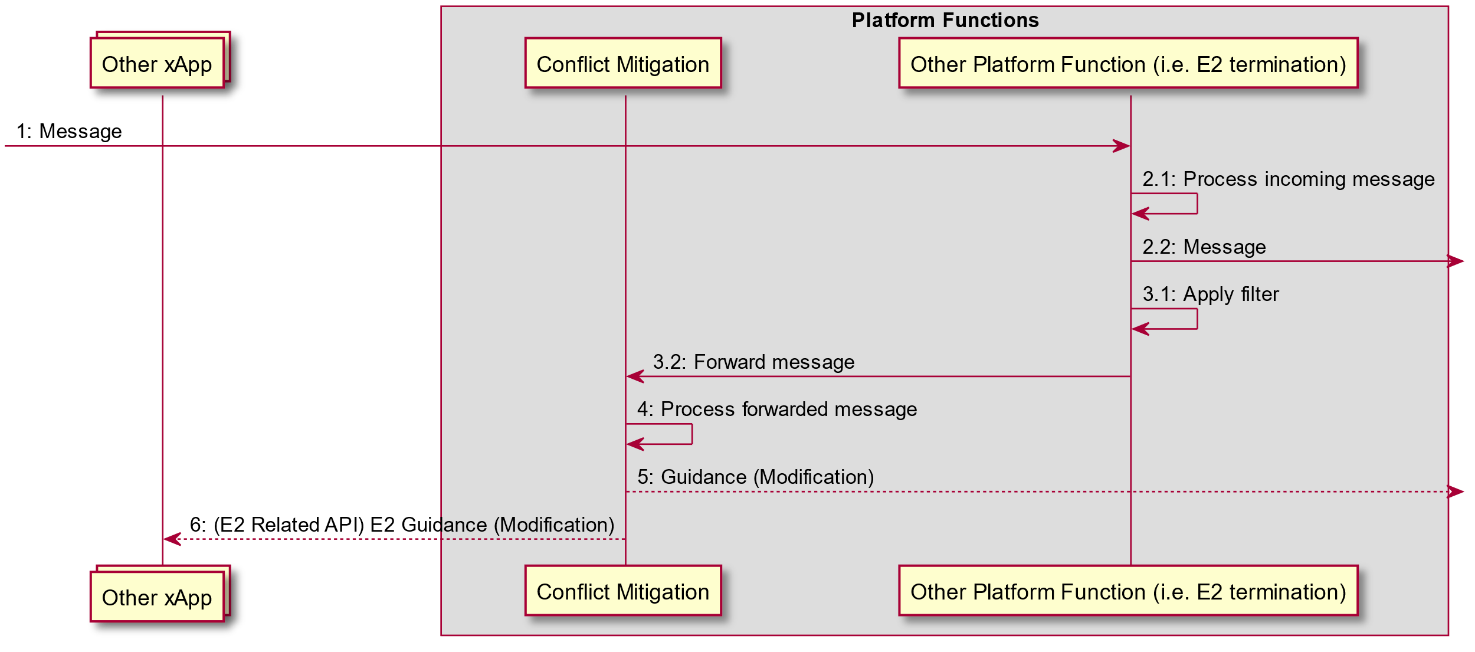 Platform Functions
Other xApp
Conflict Mitigation
Other Platform Function (i.e. E2 termination)
1: Message
2.1: Process incoming message
2.2: Message
3.1: Apply filter
3.2: Forward message
4: Process forwarded message
5: Guidance (Modification)
6: (E2 Related API) E2 Guidance (Modification)
Other xApp
Conflict Mitigation
Other Platform Function (i.e. E2 termination)